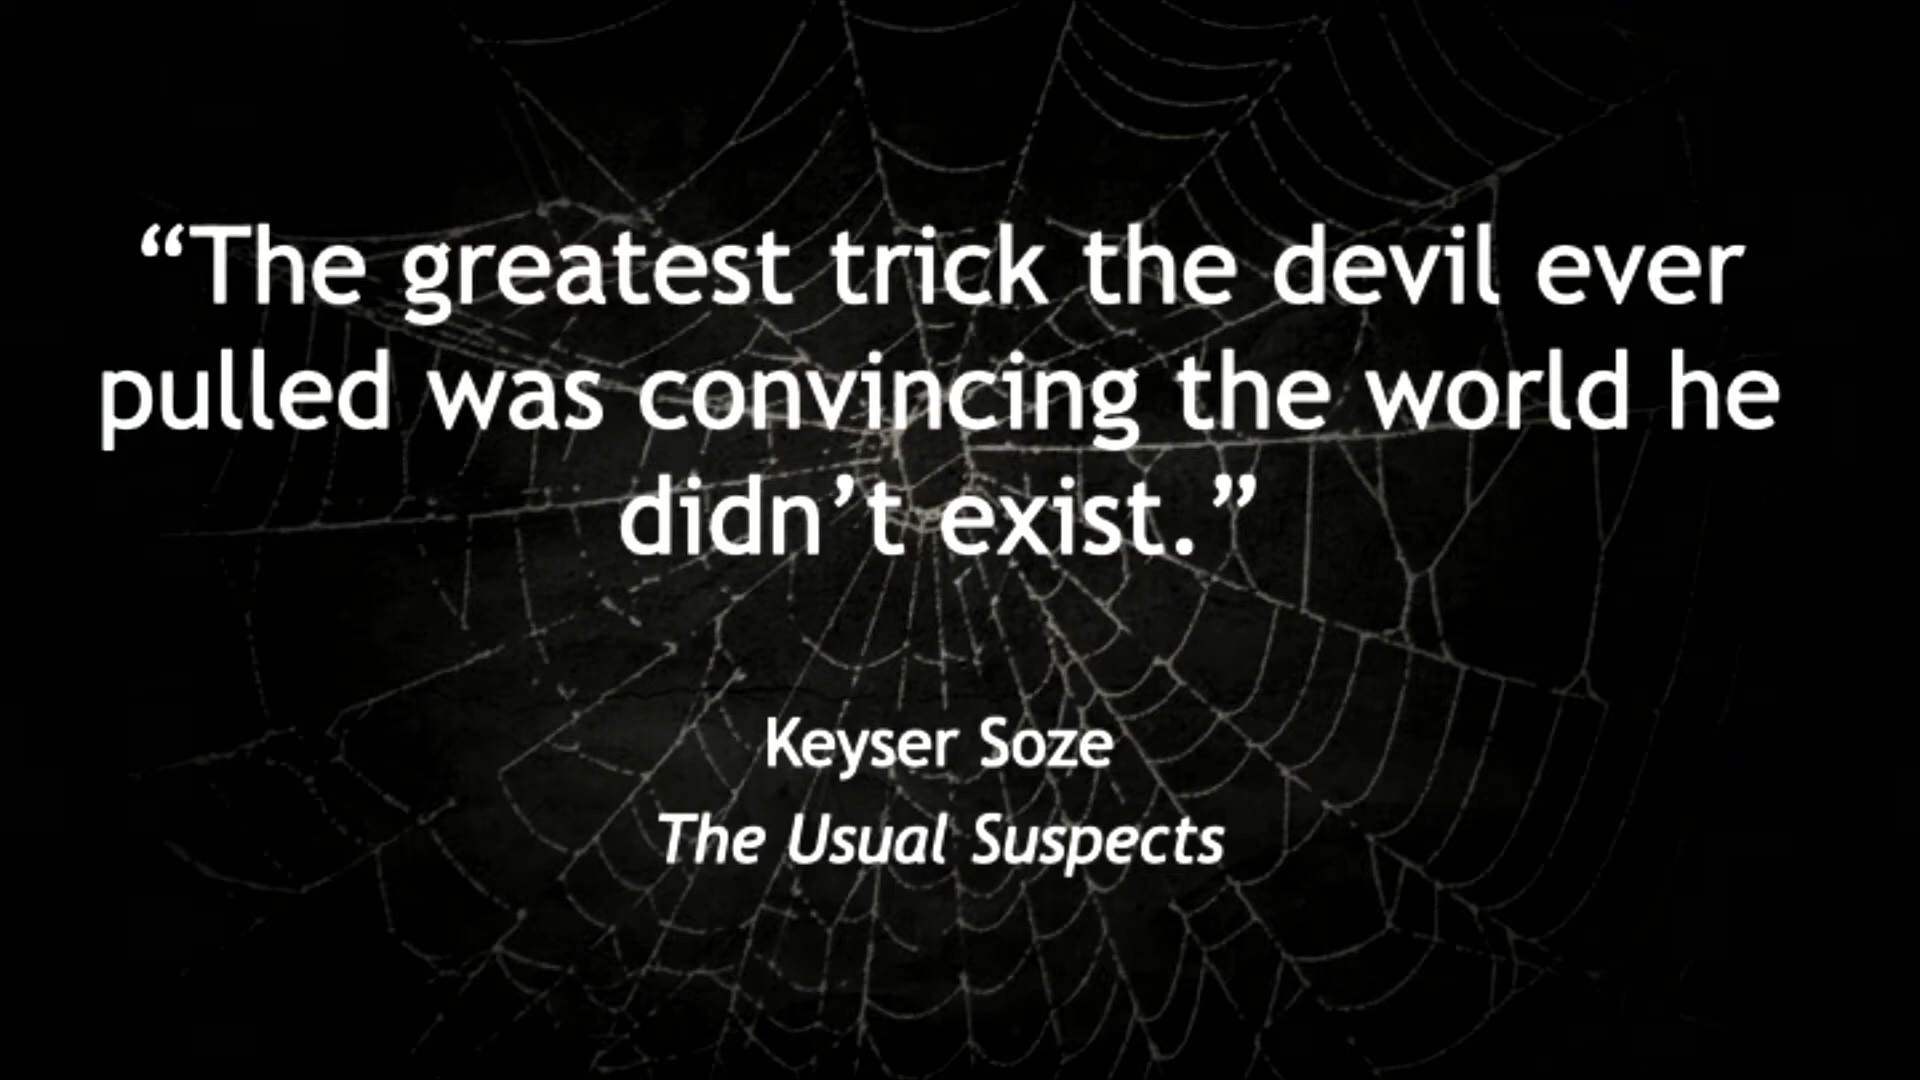 “The greatest trick the devil ever
pulled was convincing the world he
didn’t exist.”
Keyser Soze
The Usual Suspects